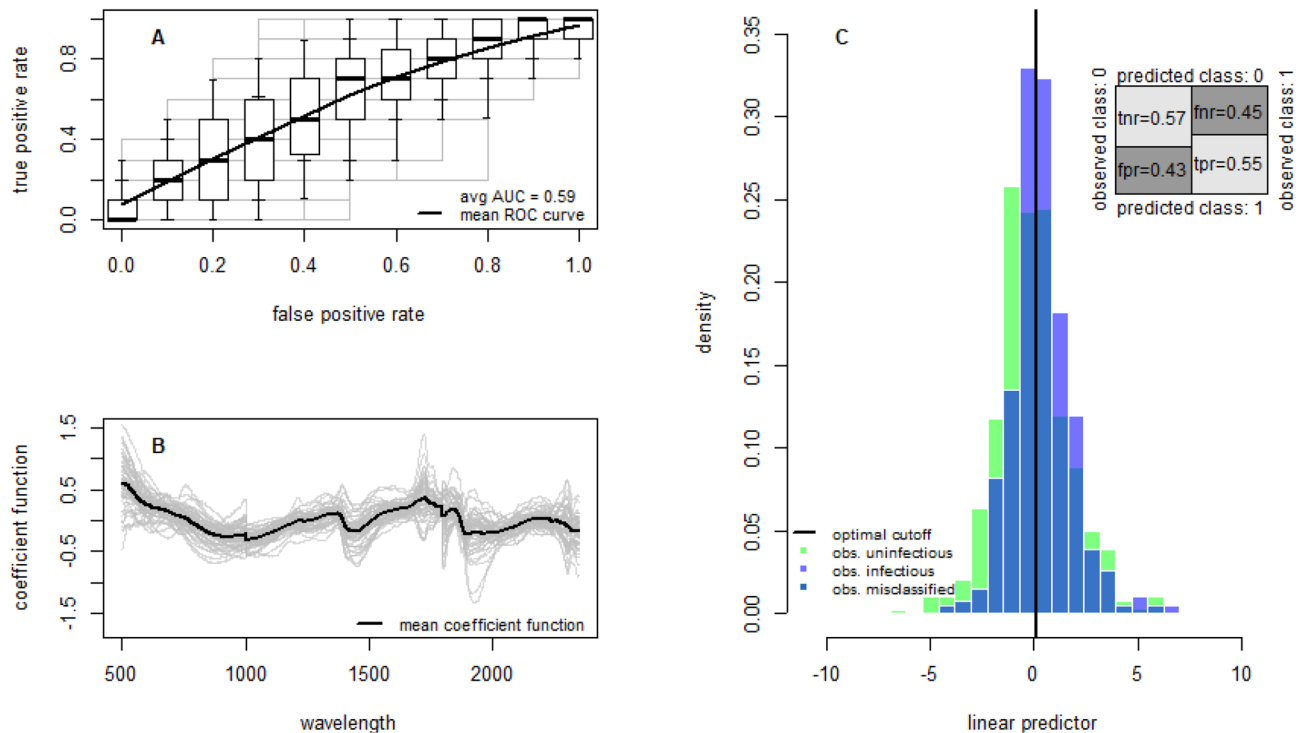 A
true positive rate
0.8
0.4
0.0
avg AUC = 0.59
mean ROC curve
0.0 0.2 0.4 0.6 0.8 1.0
false positive rate
B
coefficient function
1.5
0.5
-0.5
-1.5
mean coefficient function
500 1000 1500 2000
wavelength
C
density
0.35
0.30
0.25
0.20
0.15
0.10
0.05
0.00
observed class: 0
predicted class: 0
observed class: 1
tnr=0.57 fnr=0.45
fpr=0.43 tpr=0.55
predicted class: 1
optimal cutoff
obs. uninfectious
obs. infectious
obs. misclassified
-10 -5 0 5 10
linear predictor